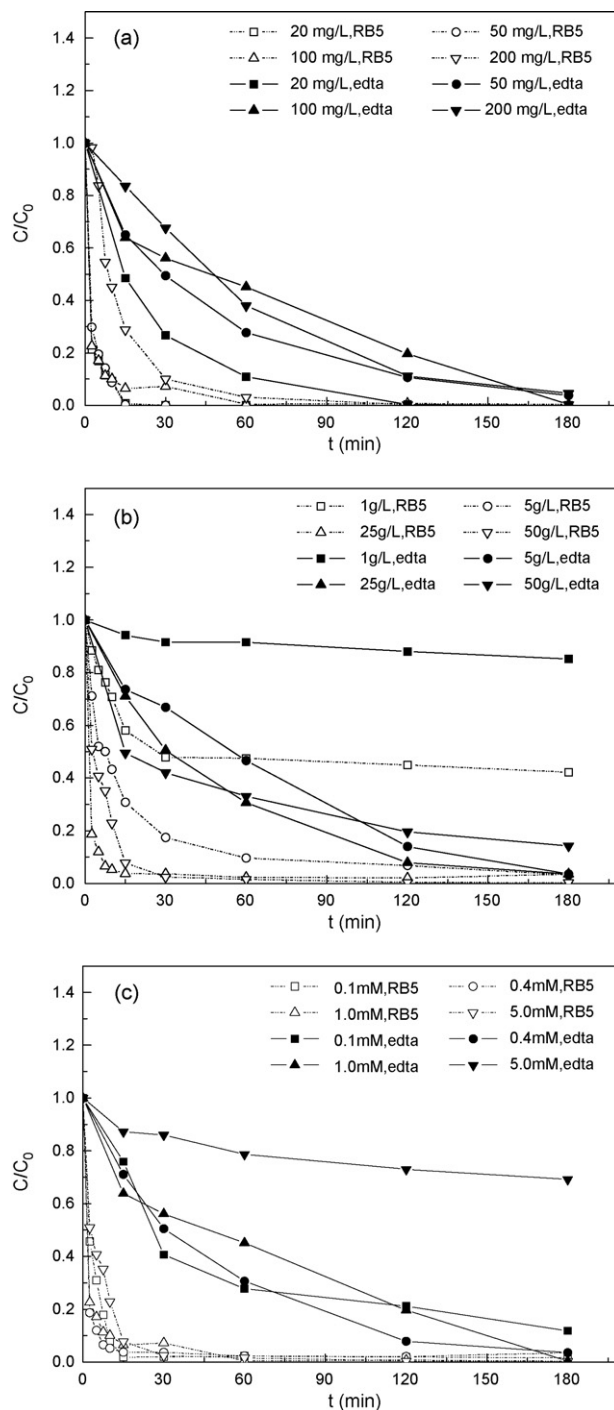 (a)
20 mg/L,RB5 50 mg/L,RB5
100 mg/L,RB5 200 mg/L,RB5
20 mg/L,edta 50 mg/L,edta
100 mg/L,edta 200 mg/L,edta
1.4
1.2
1.0
0.8
0.6
0.4
0.2
0.0
C/C0
0 30 60 90 120 150 180
t (min)
(b)
1g/L,RB5 5g/L,RB5
25g/L,RB5 50g/L,RB5
1g/L,edta 5g/L,edta
25g/L,edta 50g/L,edta
1.4
1.2
1.0
0.8
0.6
0.4
0.2
0.0
C/C0
0 30 60 90 120 150 180
t (min)
(c)
0.1mM,RB5 0.4mM,RB5
1.0mM,RB5 5.0mM,RB5
0.1mM,edta 0.4mM,edta
1.0mM,edta 5.0mM,edta
1.4
1.2
1.0
0.8
0.6
0.4
0.2
0.0
C/C0
0 30 60 90 120 150 180
t (min)